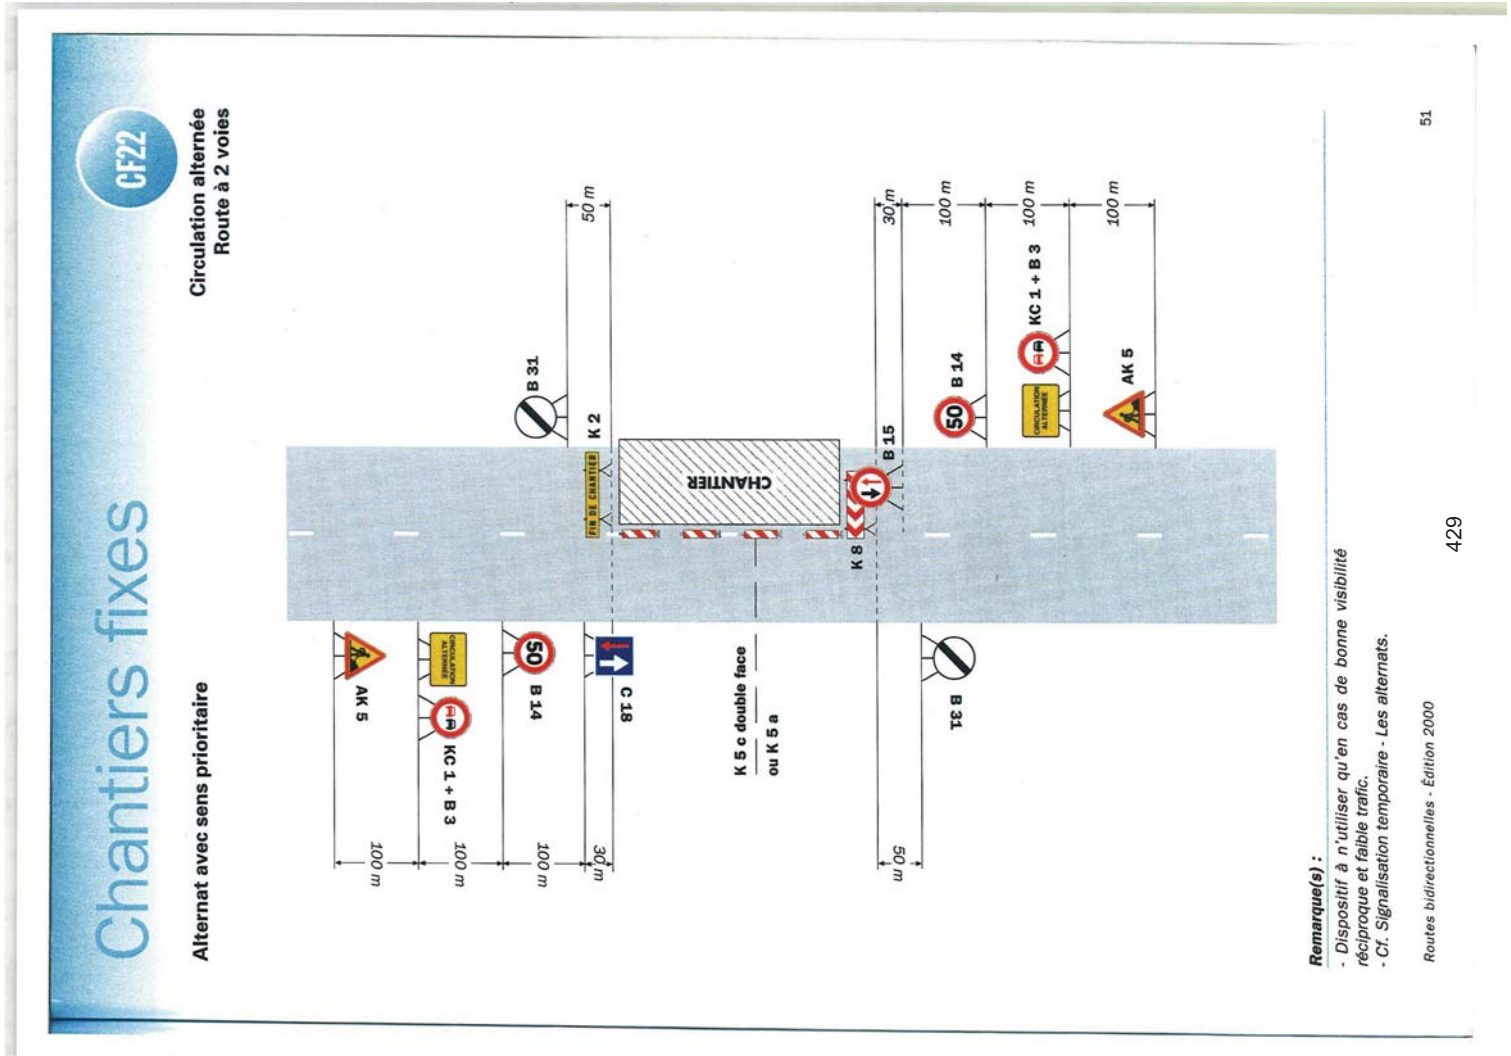 Chantiers fixes
CF22
Alternat avec sens prioritaire
Circulation alternée
Route à 2 voies
AK 5
100 m
CIRCULATION
ALTERNÉE
KC 1 + B 3
100 m
50
B 14
100 m
C 18
30 m
B 31
50 m
FIN DE CHANTIER
K 2
CHANTIER
K 5 c double face
ou K 5 a
K 8
B 15
30 m
B 31
50 m
50
B 14
100 m
CIRCULATION
ALTERNÉE
KC 1 + B 3
100 m
AK 5
100 m
Remarque(s) :
- Dispositif à n'utiliser qu'en cas de bonne visibilité
réciproque et faible trafic.
- Cf. Signalisation temporaire - Les alternats.
Routes bidirectionnelles - Édition 2000
51
429